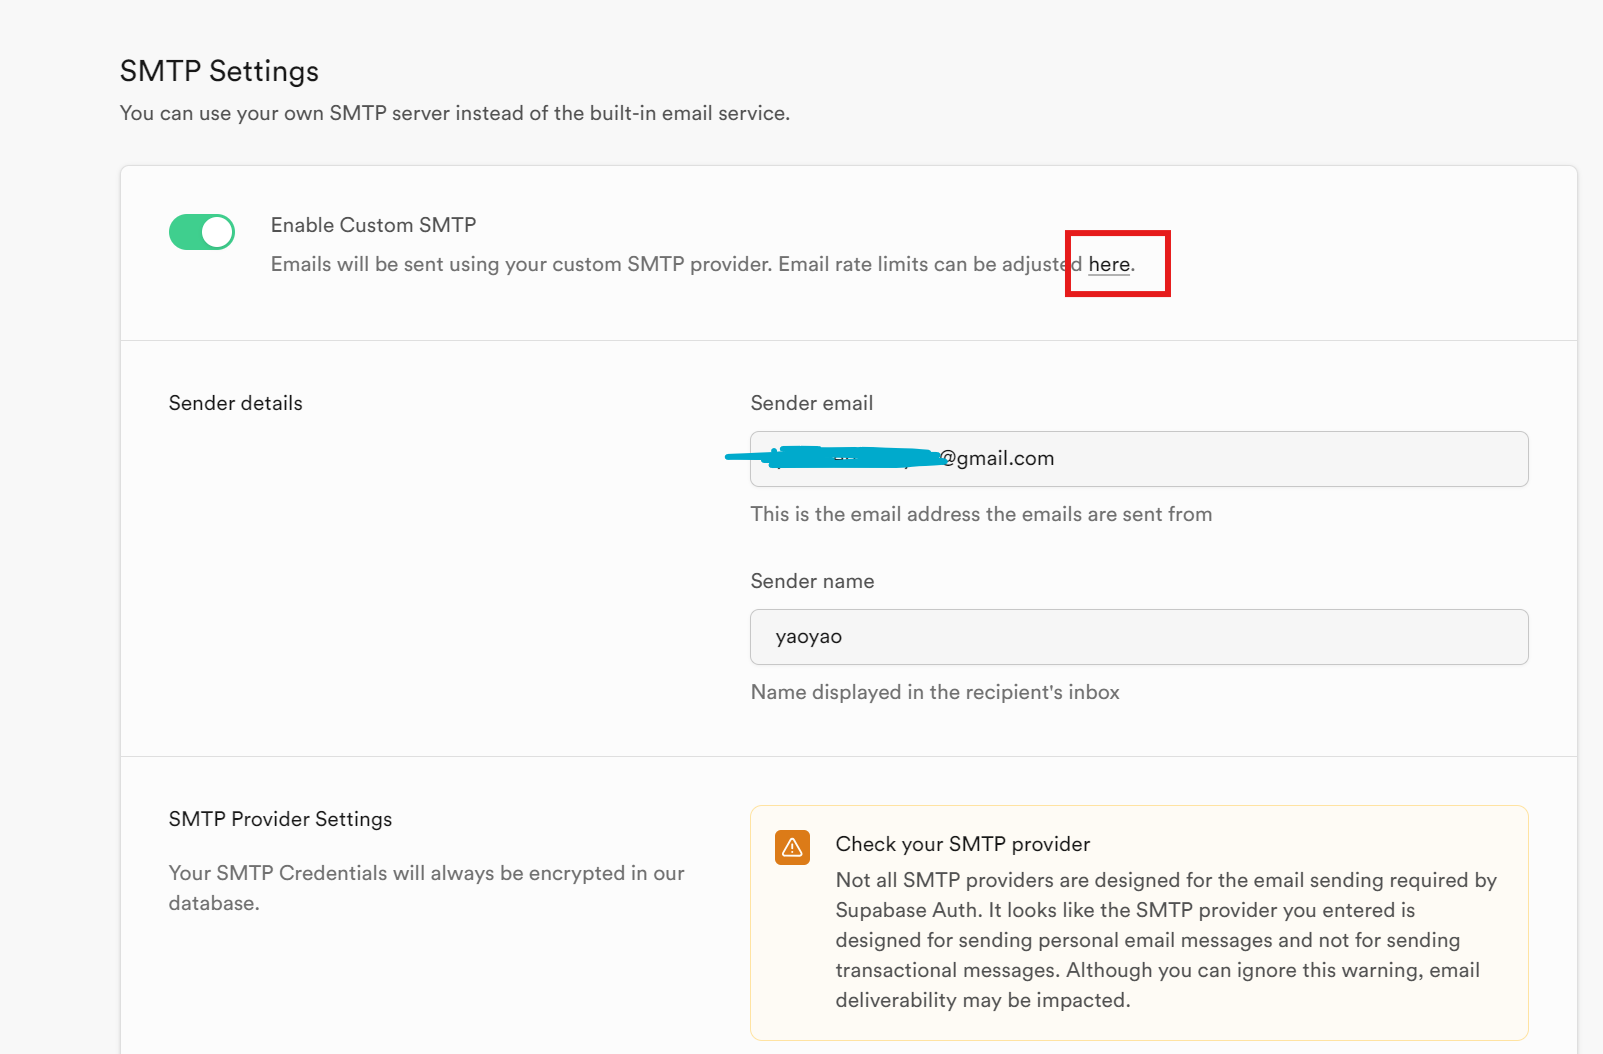 SMTP Settings
You can use your own SMTP server instead of the built-in email service.
Enable Custom SMTP
Emails will be sent using your custom SMTP provider. Email rate limits can be adjusted here.
Sender details
Sender email
@gmail.com
This is the email address the emails are sent from
Sender name
yaoyao
Name displayed in the recipient's inbox
SMTP Provider Settings
Your SMTP Credentials will always be encrypted in our
database.
Check your SMTP provider
Not all SMTP providers are designed for the email sending required by
Supabase Auth. It looks like the SMTP provider you entered is
designed for sending personal email messages and not for sending
transactional messages. Although you can ignore this warning, email
deliverability may be impacted.